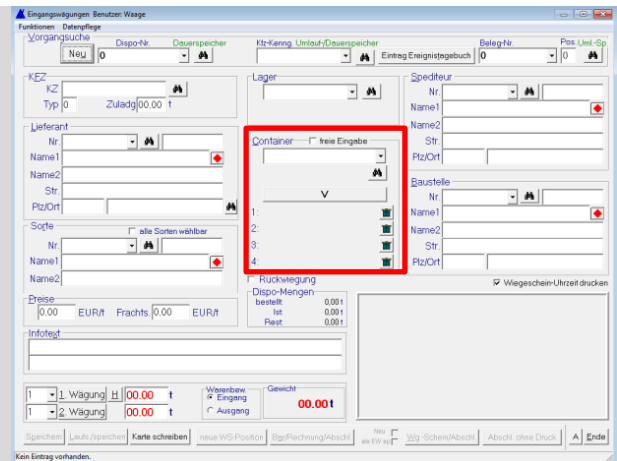 Eingangswägungen Benutzer: Waage
Funktionen Datenpflege
Vorgangsuche
Dispo-Nr. Dauerspeicher Kfz-Kenng. Umlauf-/Dauerspeicher Beleg-Nr. Pos. Uml.-Sp.
Neu 0 Eintrag Ereignistagebuch 0 0
KFZ
KZ
Typ 0 Zuladg 00,00 t
Lager
Spediteur
Nr.
Name1
Name2
Str.
Plz/Ort
Lieferant
Nr.
Name1
Name2
Str.
Plz/Ort
Container freie Eingabe
V
1:
2:
3:
4:
Baustelle
Nr.
Name1
Name2
Str.
Plz/Ort
Sorte
alle Sorten wählbar
Nr.
Name1
Name2
Rückwiegung
Wiegeschein-Uhrzeit drucken
Preise
0,00 EUR/t Frachts. 0,00 EUR/t
Dispo-Mengen
bestellt: 0,00 t
Ist: 0,00 t
Rest: 0,00 t
Infotext
1 1. Wägung H 00.00 t
1 2. Wägung 00.00 t
Warenbew.
Eingang
Ausgang
Gewicht
00.00 t
Speichern Laufs./speichern Karte schreiben neue WS-Position Bar/Rechnung/Abschl. Neu Wg.-Schein/Abschl. Abschl. ohne Druck A Ende
Kein Eintrag vorhanden.